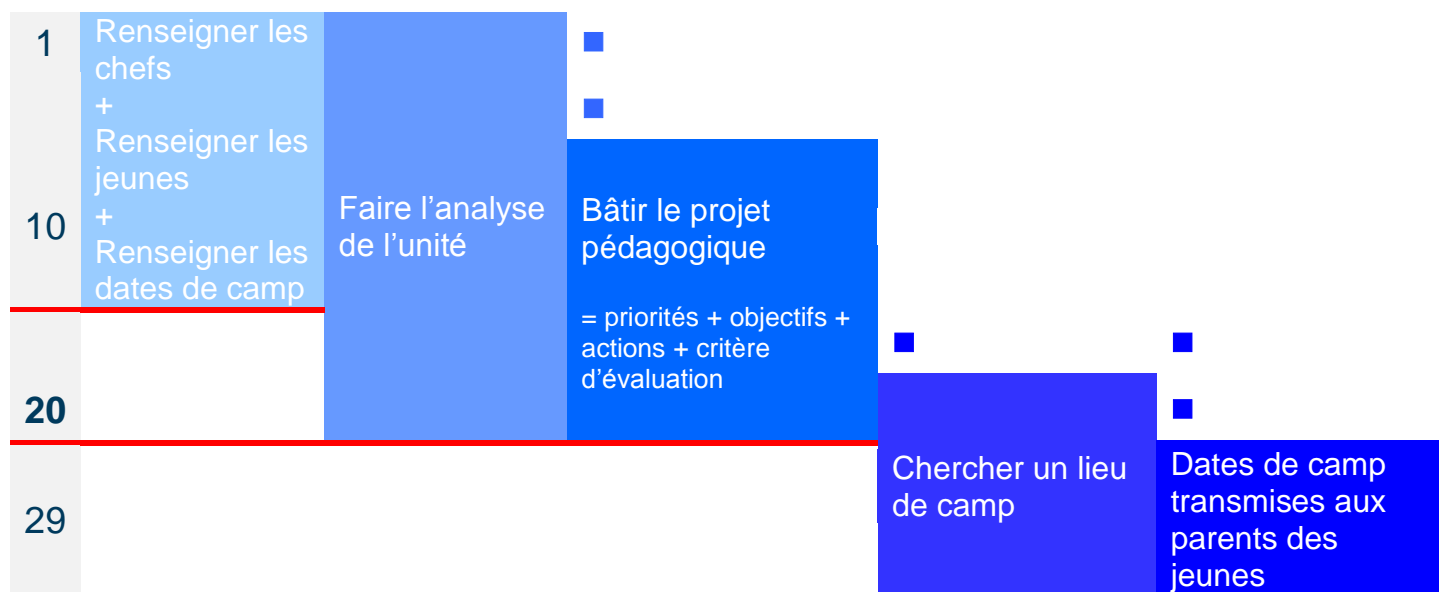 1
10
20
29
Renseigner les
chefs
+
Renseigner les
jeunes
+
Renseigner les
dates de camp
Faire l’analyse
de l’unité
Bâtir le projet
pédagogique
= priorités + objectifs +
actions + critère
d’évaluation
Chercher un lieu
de camp
Dates de camp
transmises aux
parents des
jeunes